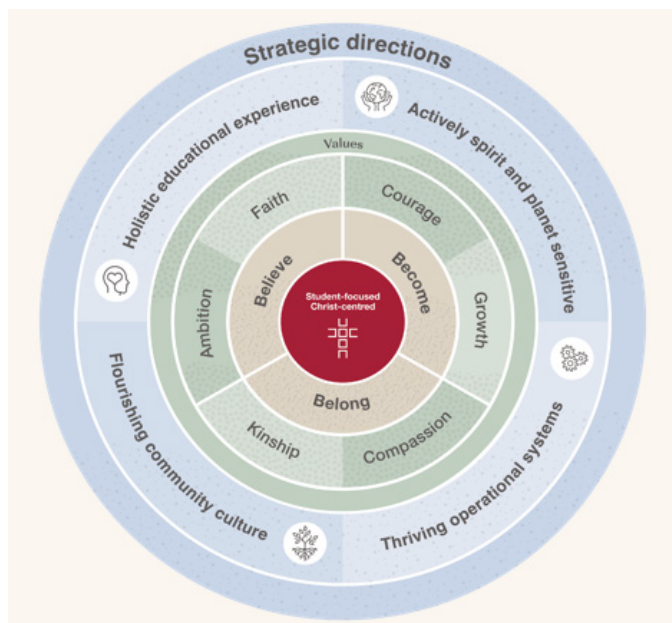 Strategic directions
Holistic educational experience
Actively spirit and planet sensitive
Values
Faith
Courage
Ambition
Believe
Become
Growth
Student-focused
Christ-centred
Belong
Kinship
Compassion
Flourishing community culture
Thriving operational systems